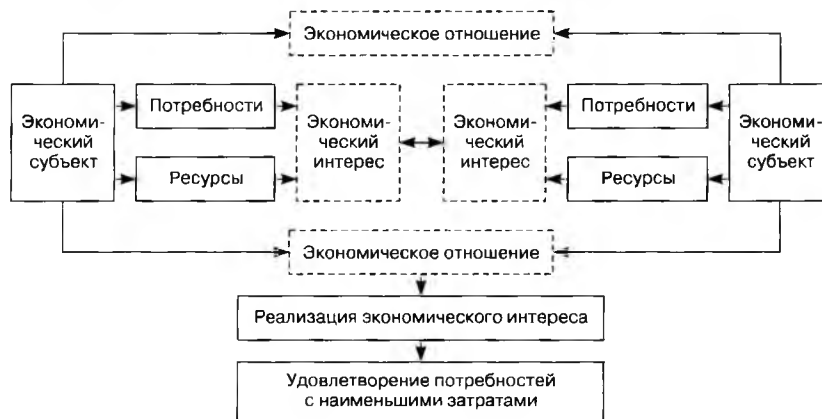 Экономическое отношение
Экономи-
ческий
субъект
Потребности
Ресурсы
Экономи-
ческий
интерес
Экономи-
ческий
интерес
Потребности
Ресурсы
Экономи-
ческий
субъект
Экономическое отношение
Реализация экономического интереса
Удовлетворение потребностей
с наименьшими затратами